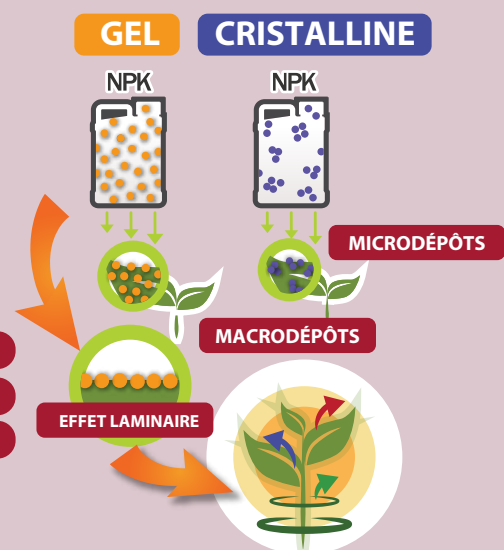 GEL CRISTALLINE
NPK NPK
MICRODÉPÔTS
MACRODÉPÔTS
EFFET LAMINAIRE